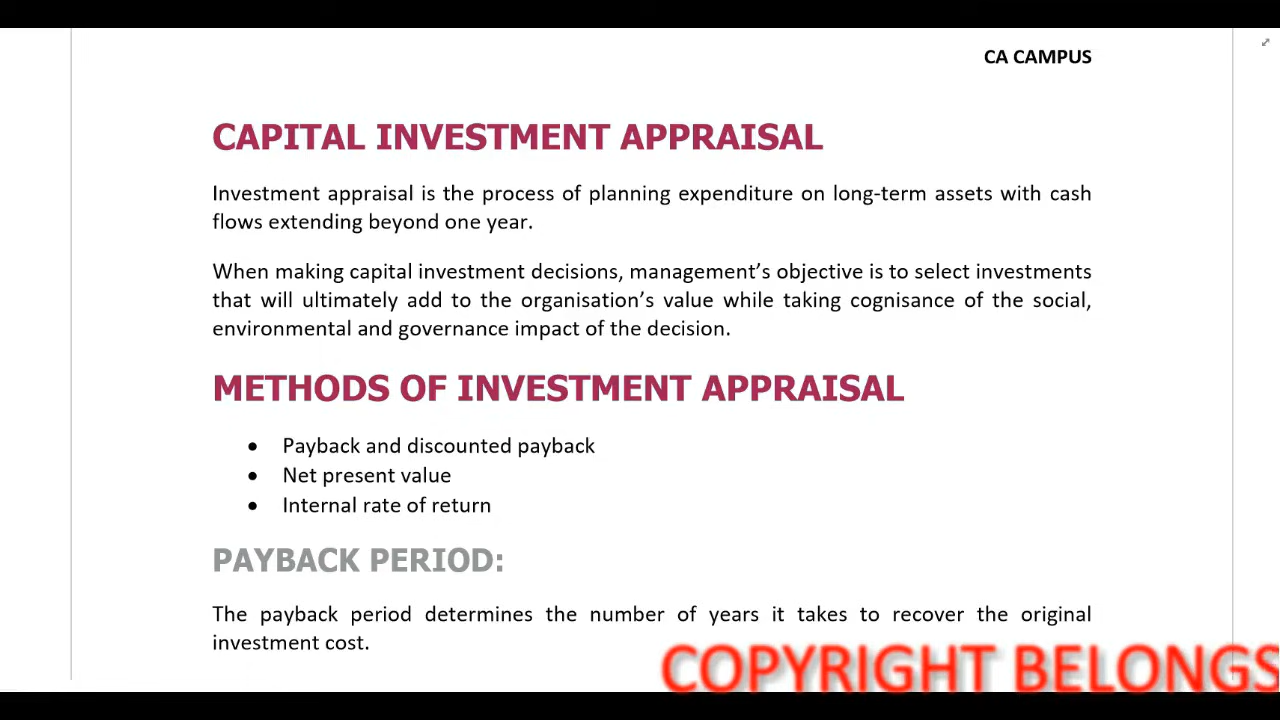 CA CAMPUS
CAPITAL INVESTMENT APPRAISAL
Investment appraisal is the process of planning expenditure on long-term assets with cash
flows extending beyond one year.
When making capital investment decisions, management’s objective is to select investments
that will ultimately add to the organisation’s value while taking cognisance of the social,
environmental and governance impact of the decision.
METHODS OF INVESTMENT APPRAISAL
• Payback and discounted payback
• Net present value
• Internal rate of return
PAYBACK PERIOD:
The payback period determines the number of years it takes to recover the original
investment cost.
COPYRIGHT BELONGS